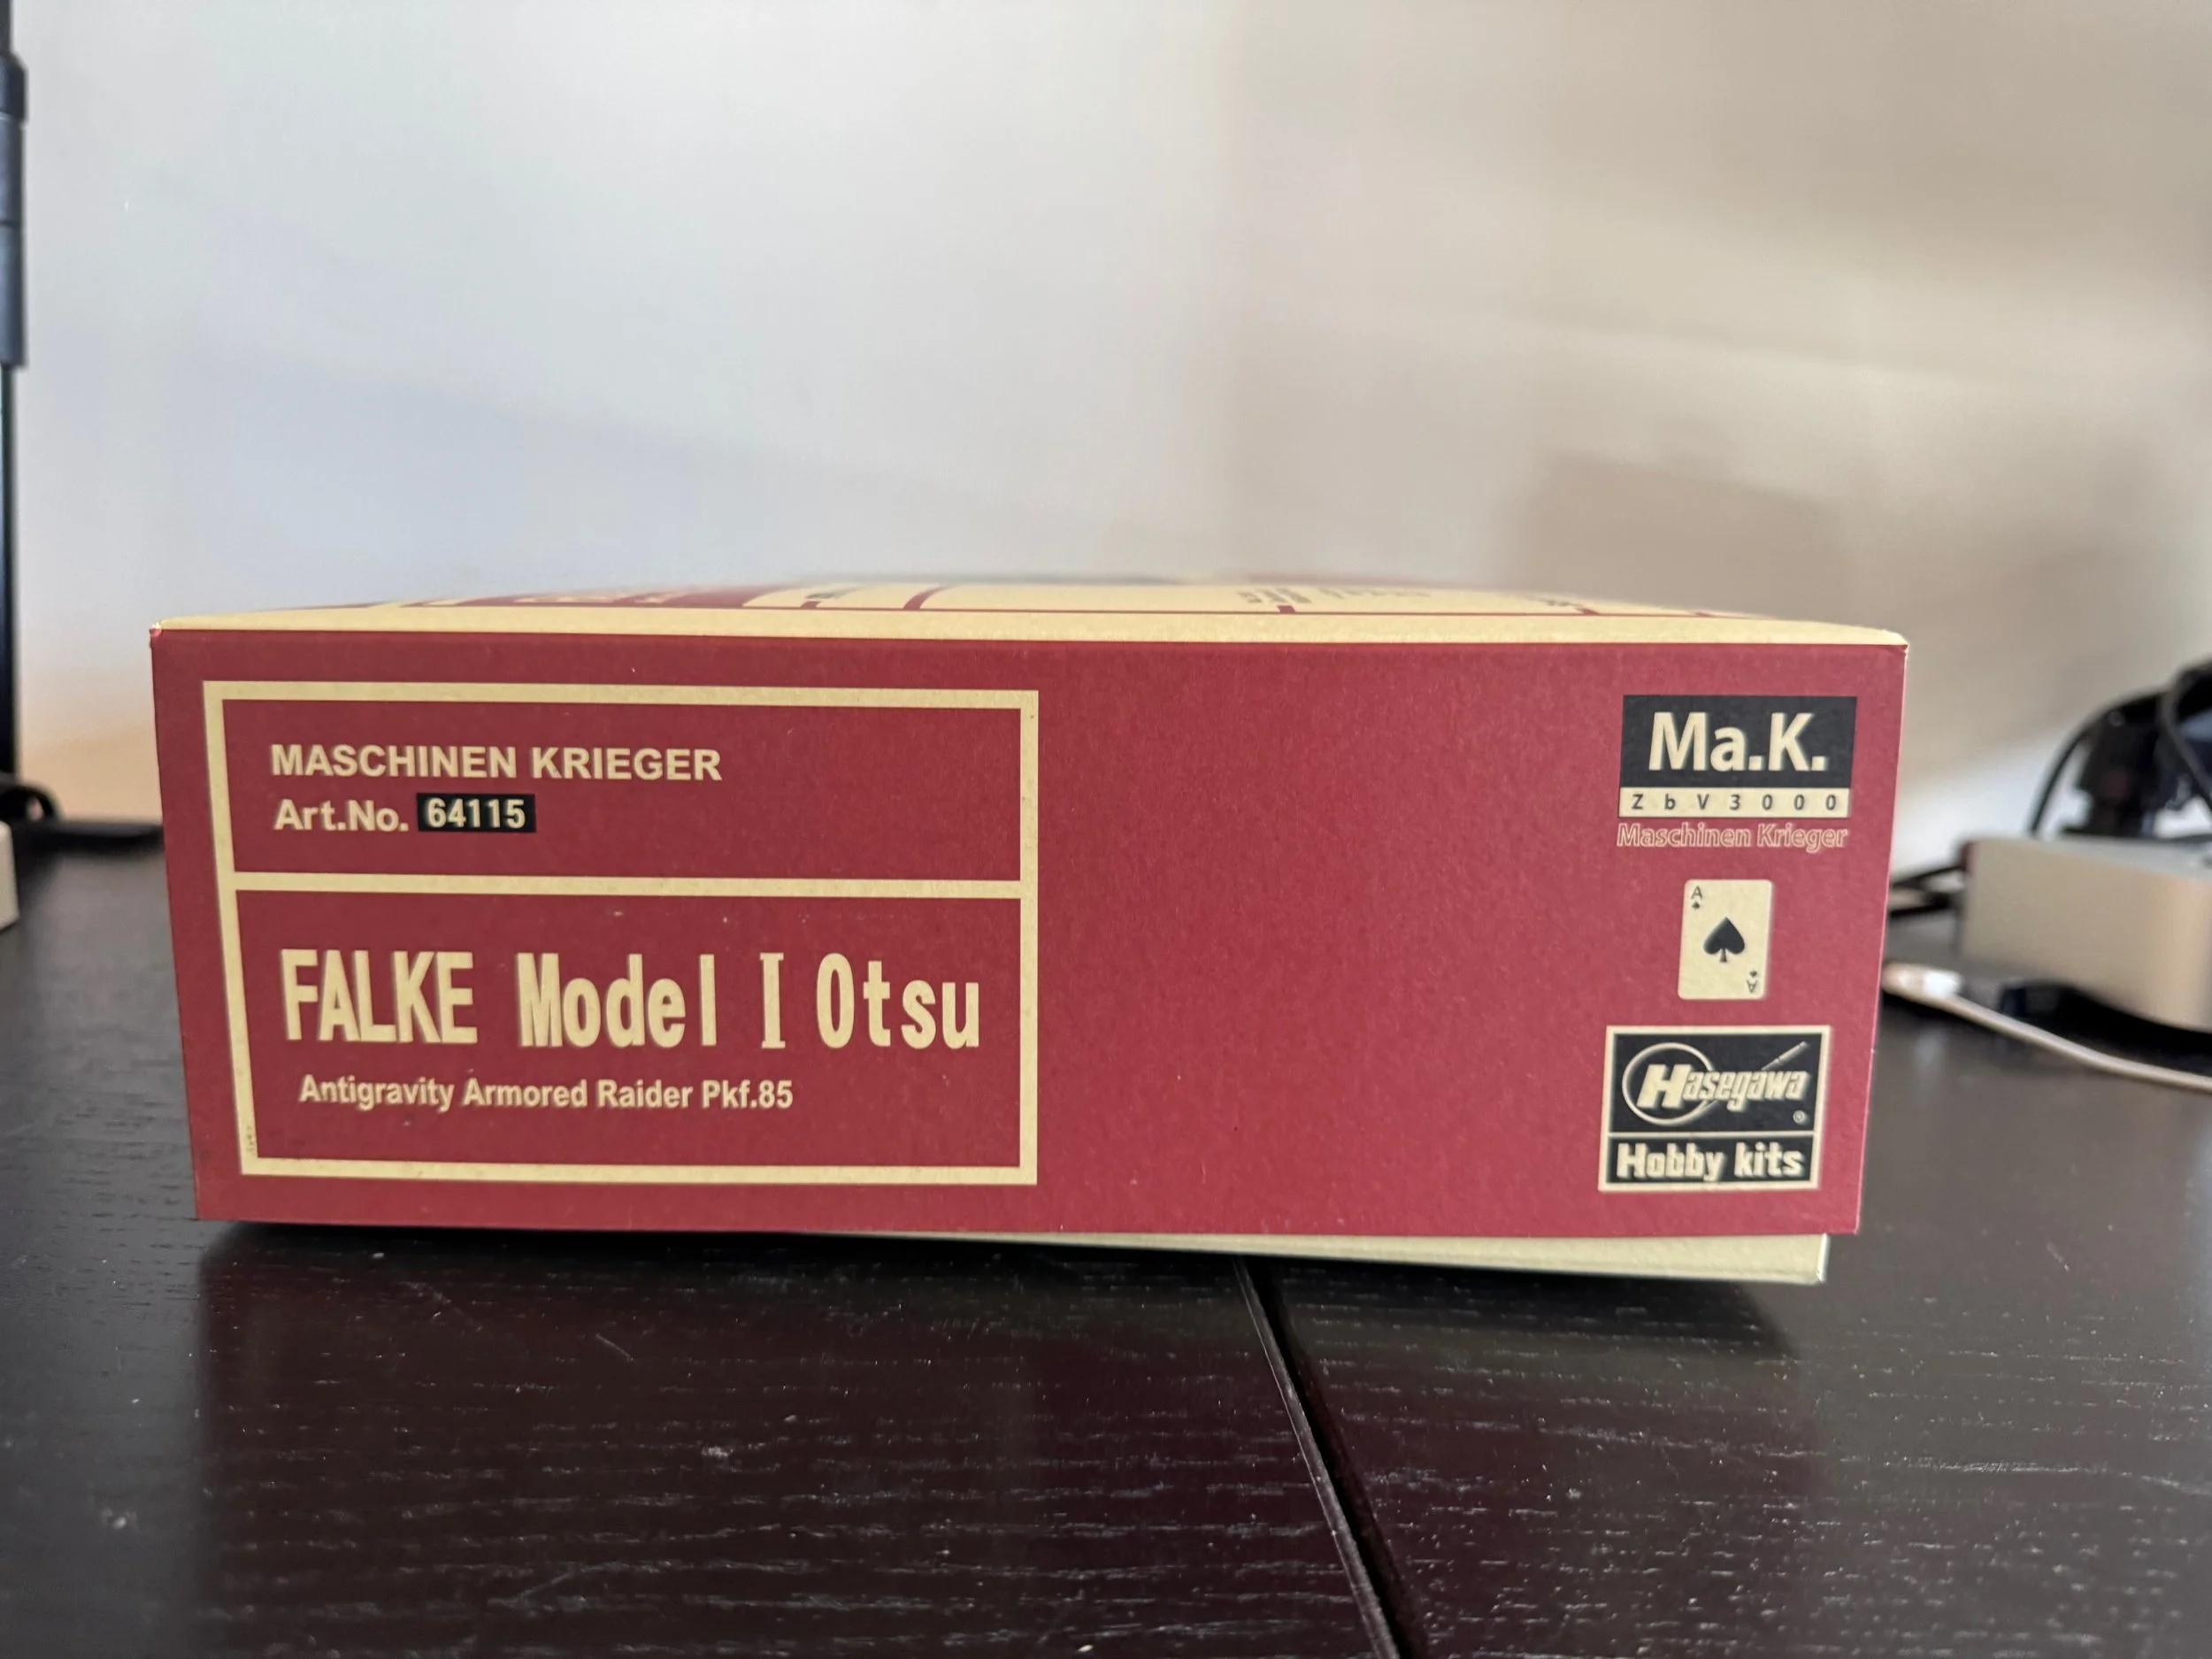 MASCHINEN KRIEGER
Art.No. 64115
FALKE Model I Otsu
Antigravity Armored Raider Pkf.85
Ma.K.
ZbV3000
Maschinen Krieger
A
A
Hasegawa®
Hobby kits